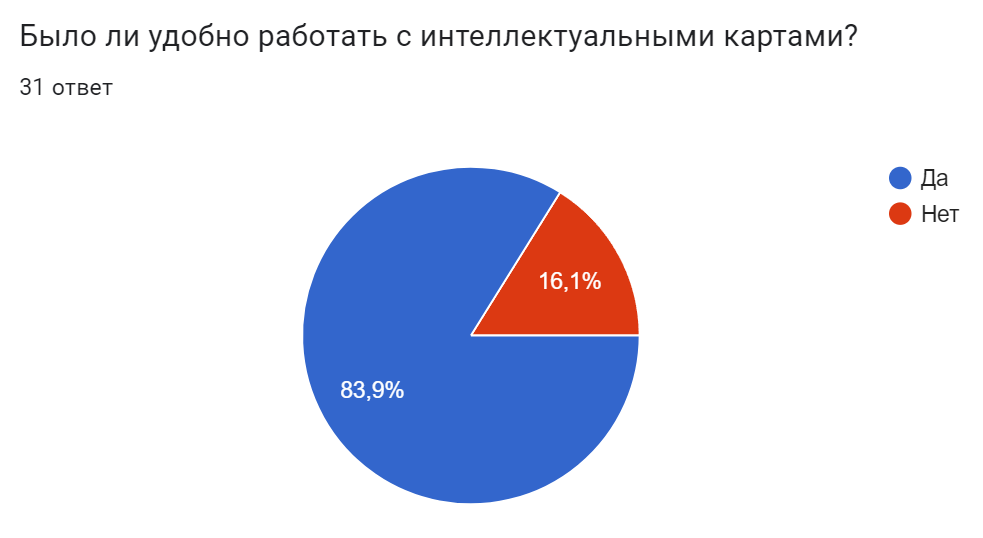 Было ли удобно работать с интеллектуальными картами?
31 ответ
Да
Нет
16,1%
83,9%